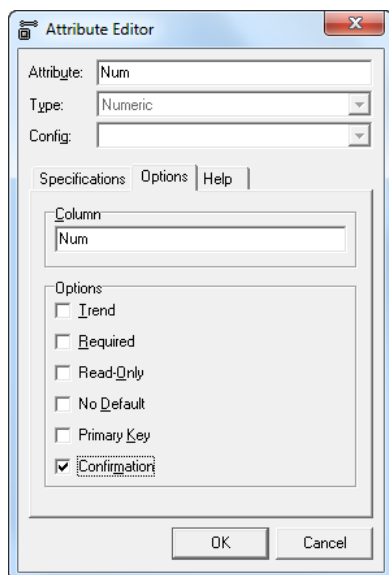 Attribute Editor
Attribute: Num
Type: Numeric
Config:
Specifications Options Help
Column
Num
Options
Trend
Required
Read-Only
No Default
Primary Key
Confirmation
OK Cancel